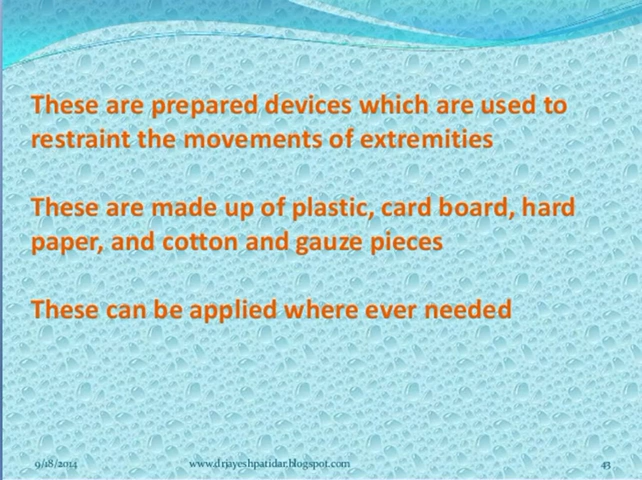 These are prepared devices which are used to
restraint the movements of extremities
These are made up of plastic, card board, hard
paper, and cotton and gauze pieces
These can be applied where ever needed
9/18/2014 www.drjayeshpatidar.blogspot.com 43